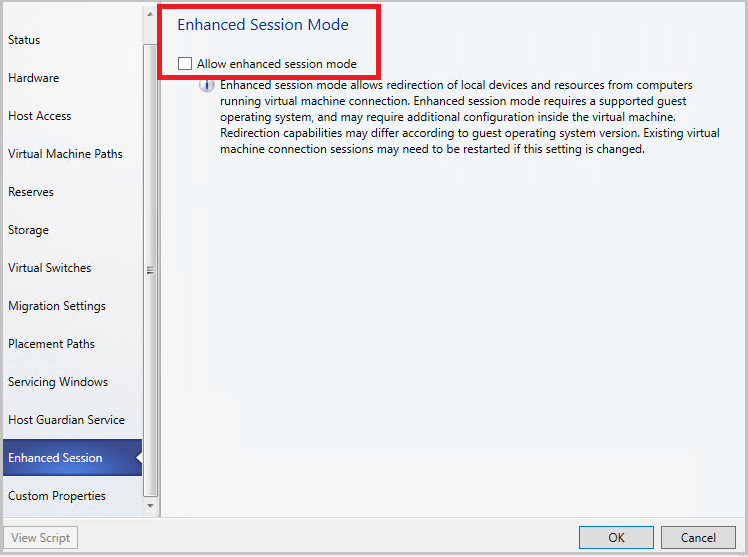 Status
Hardware
Host Access
Virtual Machine Paths
Reserves
Storage
Virtual Switches
Migration Settings
Placement Paths
Servicing Windows
Host Guardian Service
Enhanced Session
Custom Properties
Enhanced Session Mode
Allow enhanced session mode
Enhanced session mode allows redirection of local devices and resources from computers
running virtual machine connection. Enhanced session mode requires a supported guest
operating system, and may require additional configuration inside the virtual machine.
Redirection capabilities may differ according to guest operating system version. Existing virtual
machine connection sessions may need to be restarted if this setting is changed.
View Script
OK
Cancel